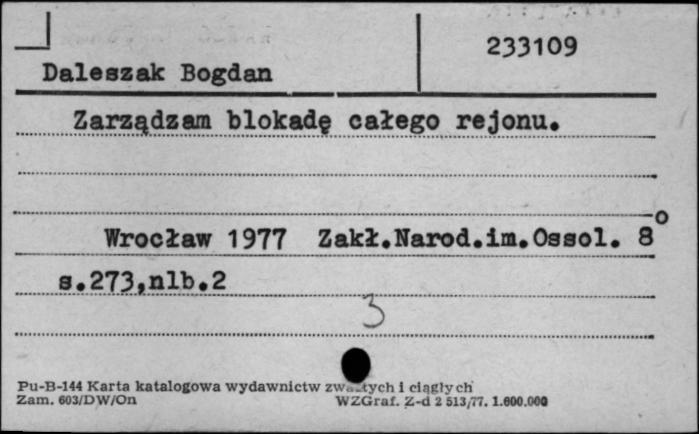 233109
Daleszak Bogdan
Zarządzam blokadę całego rejonu.
Wrocław 1977 Zakł.Narod.im.Ossol. 8°
s.273,nlb.2
3
Pu-B-144 Karta katalogowa wydawnictw i ciągłych
Zam. 603/DW/On WZGraf. Z-d 2 513/77. 1.600.000